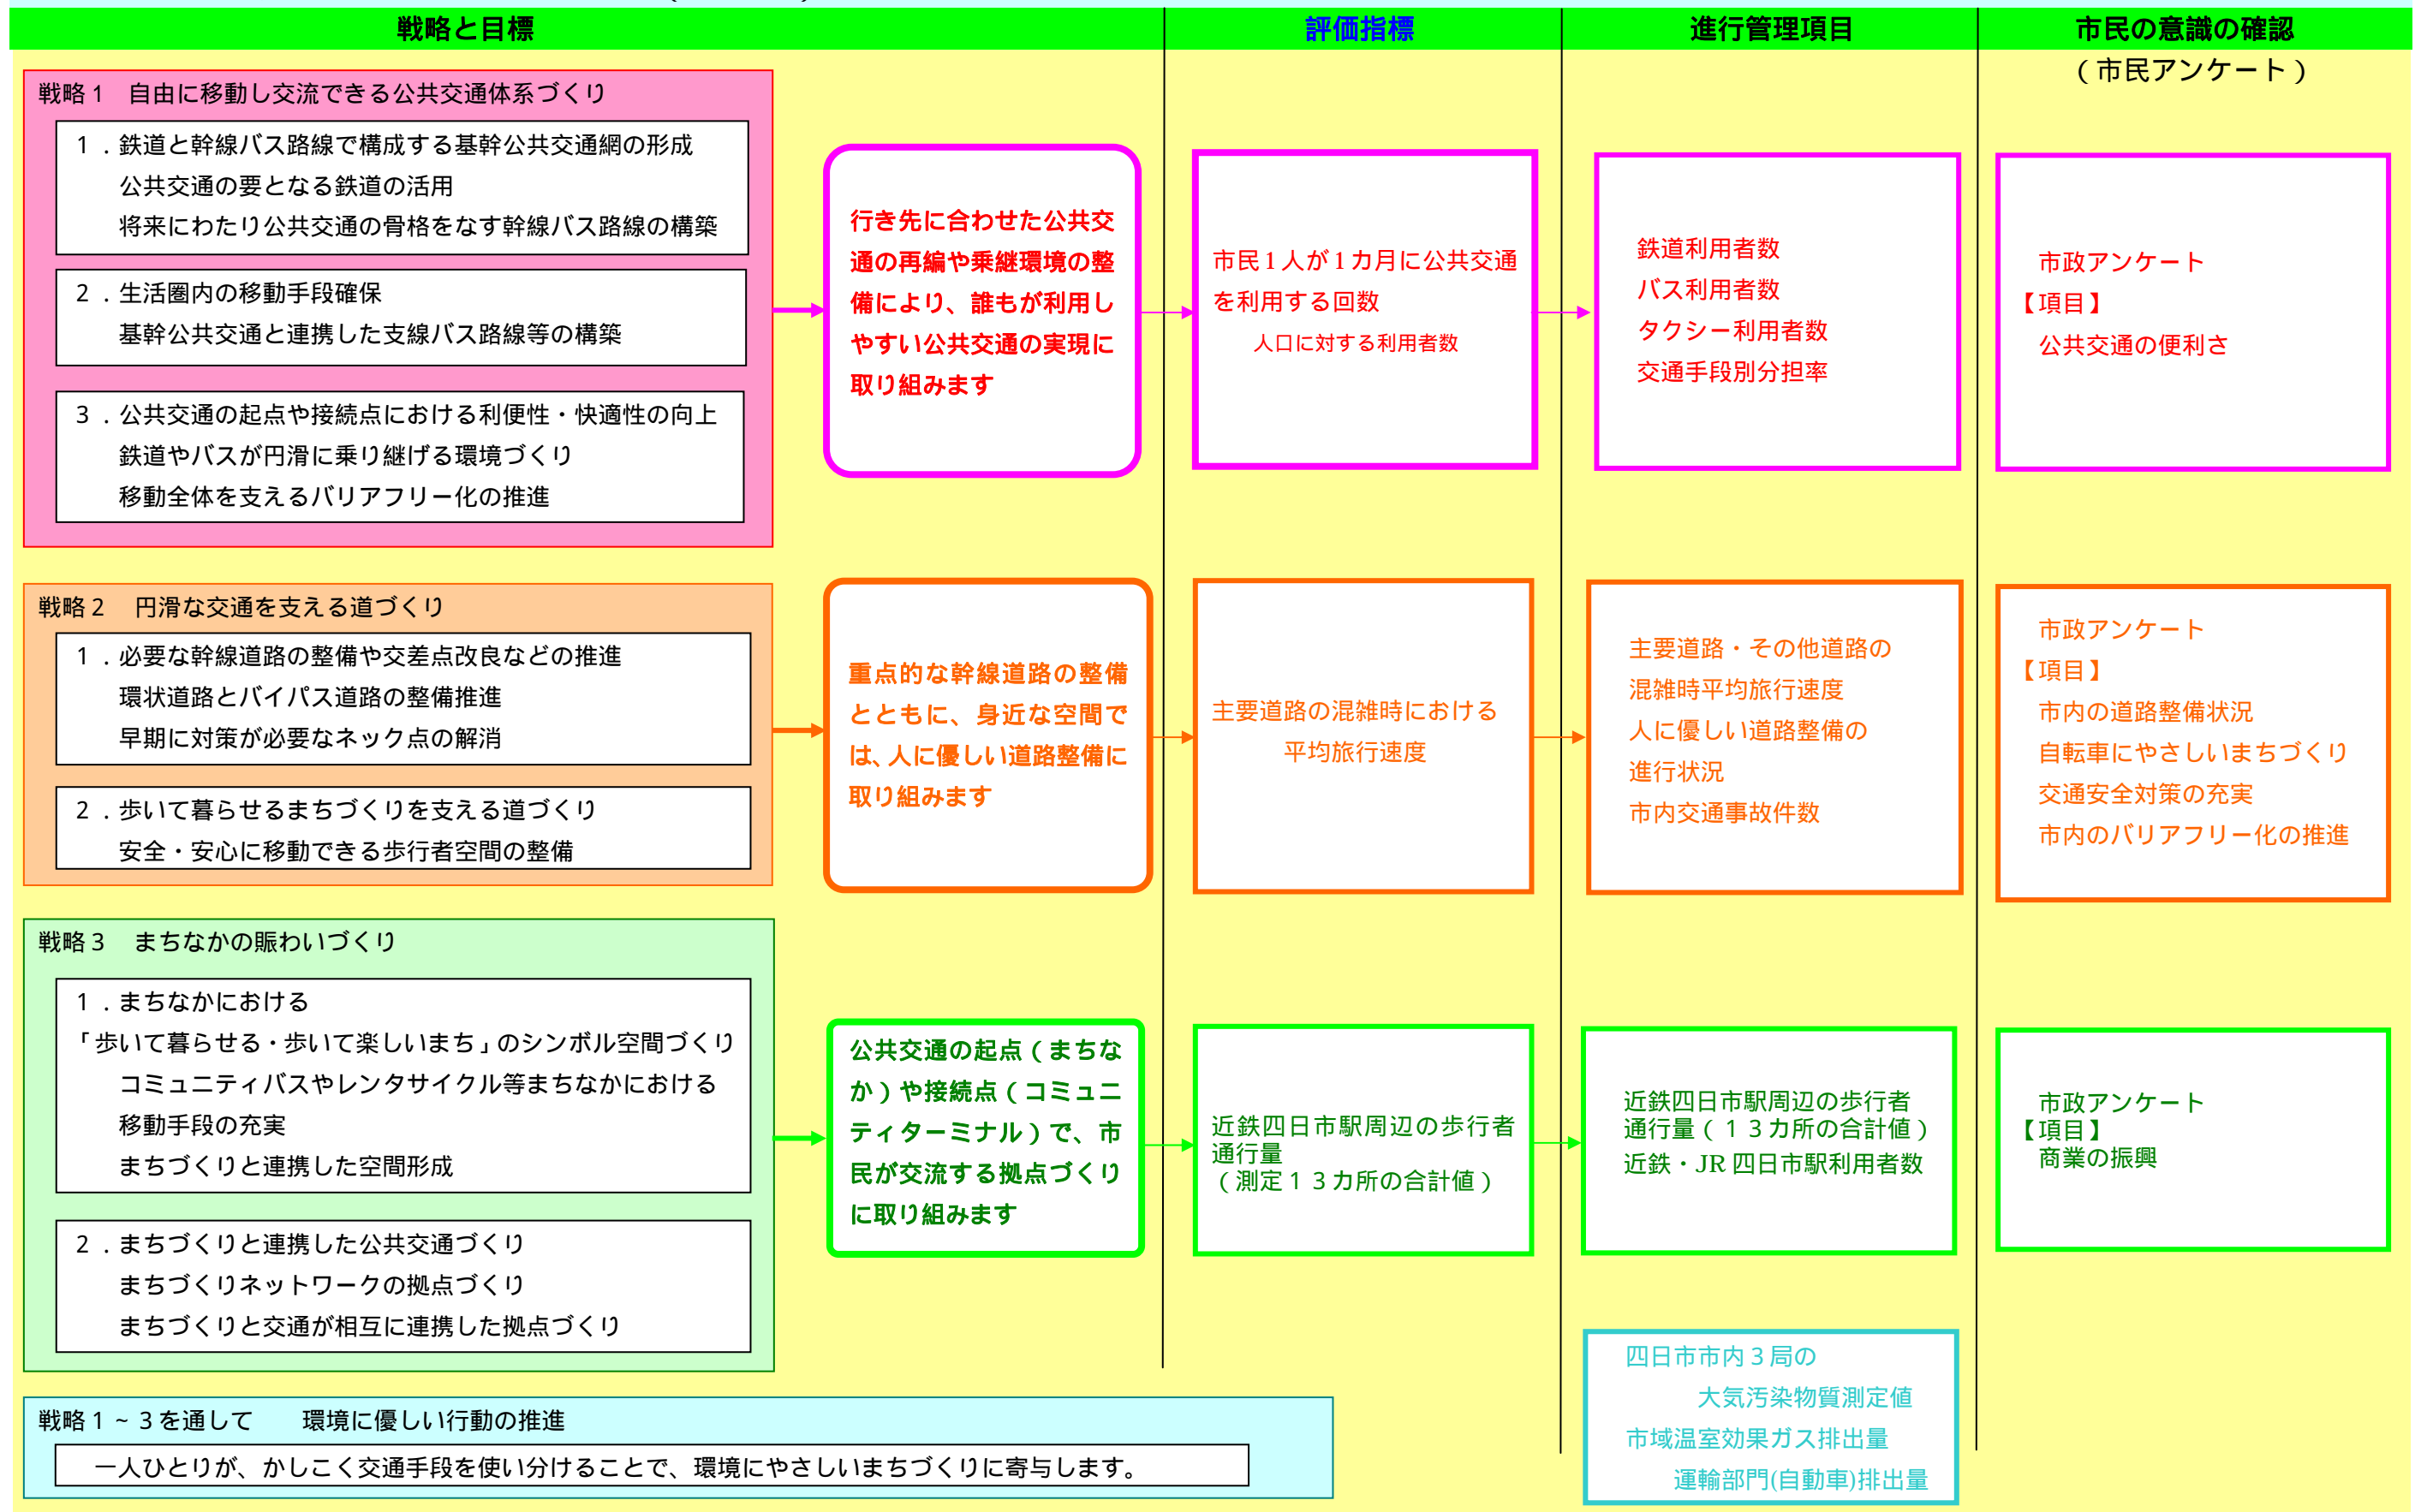 戦略と目標
評価指標
進行管理項目
市民の意識の確認
（市民アンケート）
戦略１　自由に移動し交流できる公共交通体系づくり
１．鉄道と幹線バス路線で構成する基幹公共交通網の形成
公共交通の要となる鉄道の活用
将来にわたり公共交通の骨格をなす幹線バス路線の構築
２．生活圏内の移動手段確保
基幹公共交通と連携した支線バス路線等の構築
３．公共交通の起点や接続点における利便性・快適性の向上
鉄道やバスが円滑に乗り継げる環境づくり
移動全体を支えるバリアフリー化の推進
行き先に合わせた公共交
通の再編や乗継環境の整
備により、誰もが利用し
やすい公共交通の実現に
取り組みます
市民１人が１カ月に公共交通
を利用する回数
人口に対する利用者数
鉄道利用者数
バス利用者数
タクシー利用者数
交通手段別分担率
市政アンケート
【項目】
公共交通の便利さ
戦略２　円滑な交通を支える道づくり
１．必要な幹線道路の整備や交差点改良などの推進
環状道路とバイパス道路の整備推進
早期に対策が必要なネック点の解消
２．歩いて暮らせるまちづくりを支える道づくり
安全・安心に移動できる歩行者空間の整備
重点的な幹線道路の整備
とともに、身近な空間で
は、人に優しい道路整備に
取り組みます
主要道路の混雑時における
平均旅行速度
主要道路・その他道路の
混雑時平均旅行速度
人に優しい道路整備の
進行状況
市内交通事故件数
市政アンケート
【項目】
市内の道路整備状況
自転車にやさしいまちづくり
交通安全対策の充実
市内のバリアフリー化の推進
戦略３　まちなかの賑わいづくり
１．まちなかにおける
「歩いて暮らせる・歩いて楽しいまち」のシンボル空間づくり
コミュニティバスやレンタサイクル等まちなかにおける
移動手段の充実
まちづくりと連携した空間形成
２．まちづくりと連携した公共交通づくり
まちづくりネットワークの拠点づくり
まちづくりと交通が相互に連携した拠点づくり
公共交通の起点（まちな
か）や接続点（コミュニ
ティターミナル）で、市
民が交流する拠点づくり
に取り組みます
近鉄四日市駅周辺の歩行者
通行量
（測定１３カ所の合計値）
近鉄四日市駅周辺の歩行者
通行量（１３カ所の合計値）
近鉄・JR四日市駅利用者数
市政アンケート
【項目】
商業の振興
戦略１～３を通して　　環境に優しい行動の推進
一人ひとりが、かしこく交通手段を使い分けることで、環境にやさしいまちづくりに寄与します。
四日市市内３局の
大気汚染物質測定値
市域温室効果ガス排出量
運輸部門(自動車)排出量